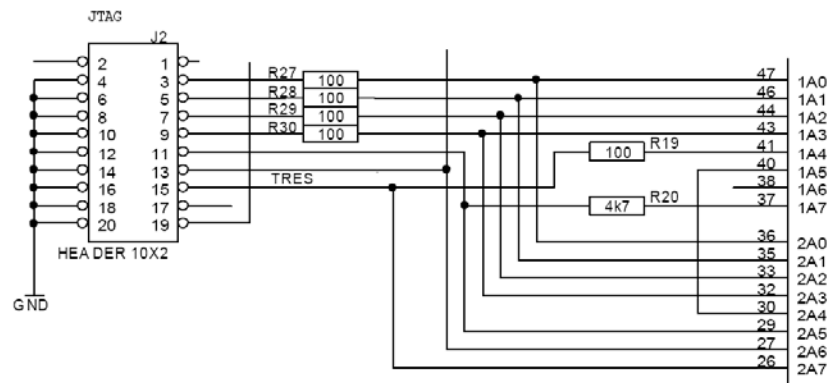 JTAG
J2
2 1
4 3 R27 100 47 1A0
6 5 R28 100 46 1A1
8 7 R29 100 44 1A2
10 9 R30 100 43 1A3
12 11 100 R19 41 1A4
40 1A5
14 13
16 15 TRES 38 1A6
18 17 4k7 R20 37 1A7
20 19
HEADER 10X2
36 2A0
35 2A1
33 2A2
32 2A3
GND
30 2A4
29 2A5
27 2A6
26 2A7